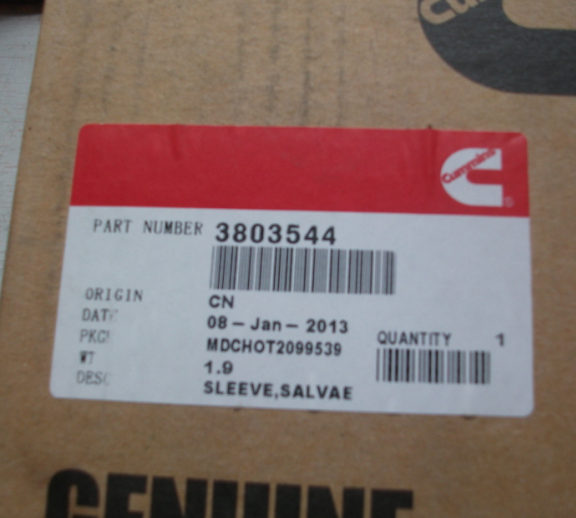 Cummins
PART NUMBER 3803544
ORIGIN CN
DATE 08-Jan-2013
MDCHOT2099539
QUANTITY 1
WT 1.9
DESC SLEEVE,SALVAE
GENUINE